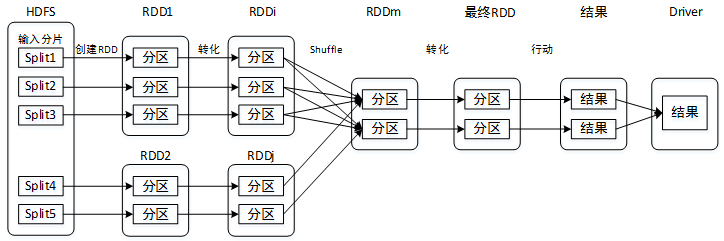 HDFS RDD1 RDDi RDDm 最终RDD 结果 Driver
输入分片 创建RDD 转化 Shuffle 转化 行动
Split1 分区 分区
Split2 分区 分区
分区 分区 结果
Split3 分区 分区
结果
分区 分区 结果
RDD2 RDDj
Split4 分区 分区
Split5 分区 分区